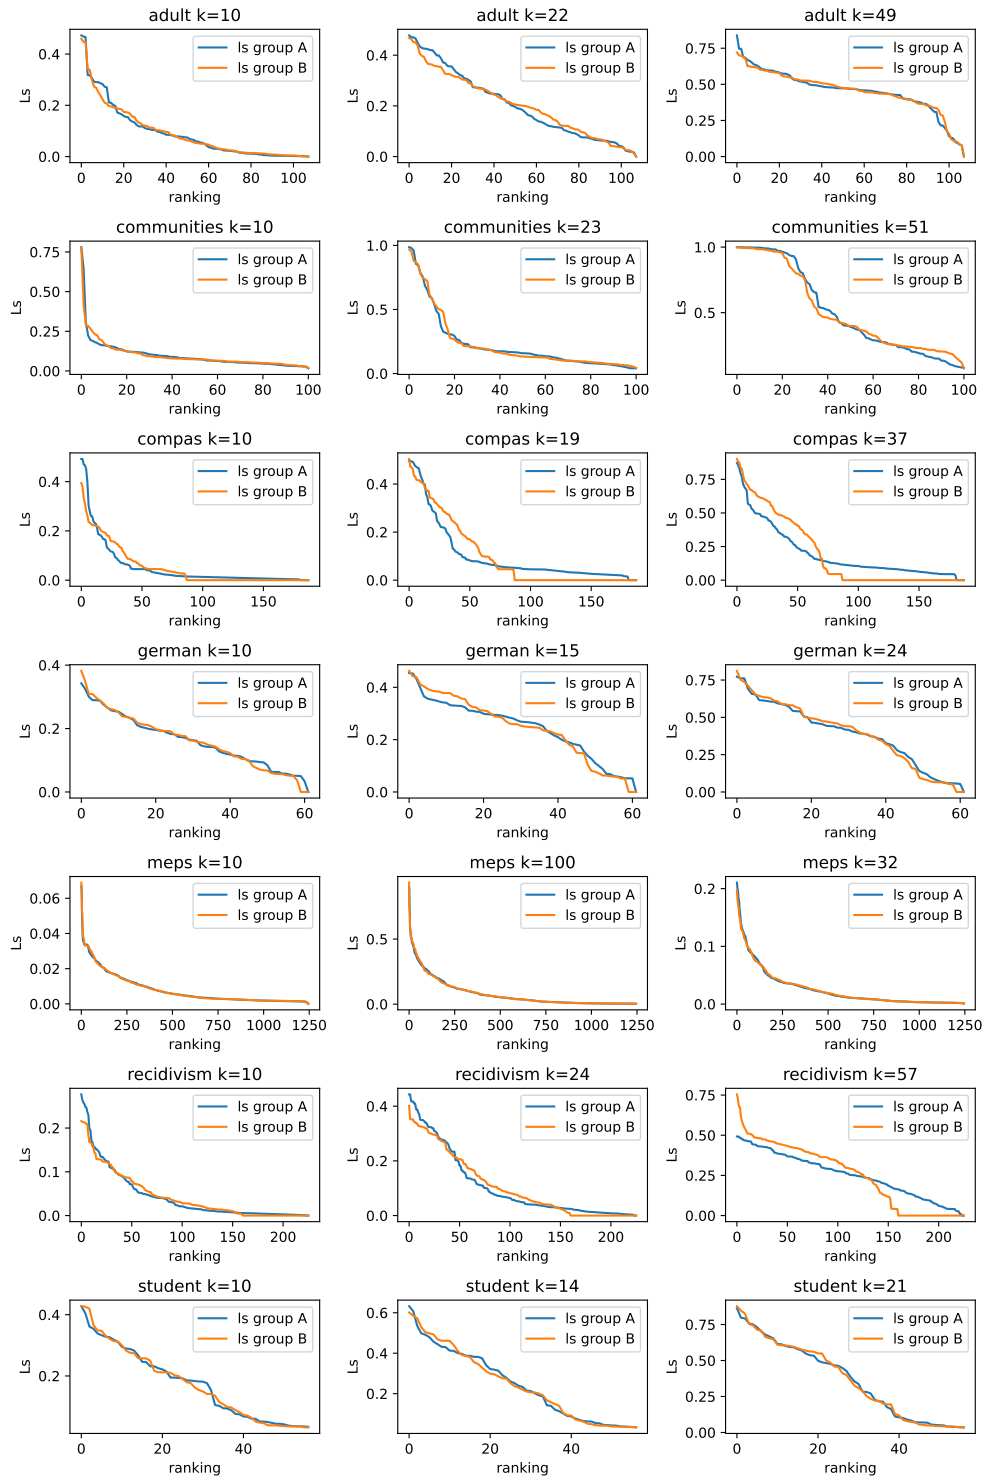 adult k=10
adult k=22
adult k=49
Ls
0.4
0.2
0.0
ls group A
ls group B
0 20 40 60 80 100
ranking
Ls
0.4
0.2
0.0
ls group A
ls group B
0 20 40 60 80 100
ranking
Ls
0.75
0.50
0.25
0.00
ls group A
ls group B
0 20 40 60 80 100
ranking
communities k=10
communities k=23
communities k=51
Ls
0.75
0.50
0.25
0.00
ls group A
ls group B
0 20 40 60 80 100
ranking
Ls
1.0
0.5
0.0
ls group A
ls group B
0 20 40 60 80 100
ranking
Ls
1.0
0.5
ls group A
ls group B
0 20 40 60 80 100
ranking
compas k=10
compas k=19
compas k=37
Ls
0.4
0.2
0.0
ls group A
ls group B
0 50 100 150
ranking
Ls
0.4
0.2
0.0
ls group A
ls group B
0 50 100 150
ranking
Ls
0.75
0.50
0.25
0.00
ls group A
ls group B
0 50 100 150
ranking
german k=10
german k=15
german k=24
Ls
0.4
0.2
0.0
ls group A
ls group B
0 20 40 60
ranking
Ls
0.4
0.2
0.0
ls group A
ls group B
0 20 40 60
ranking
Ls
0.75
0.50
0.25
0.00
ls group A
ls group B
0 20 40 60
ranking
meps k=10
meps k=100
meps k=32
Ls
0.06
0.04
0.02
0.00
ls group A
ls group B
0 250 500 750 1000 1250
ranking
Ls
0.5
0.0
ls group A
ls group B
0 250 500 750 1000 1250
ranking
Ls
0.2
0.1
0.0
ls group A
ls group B
0 250 500 750 1000 1250
ranking
recidivism k=10
recidivism k=24
recidivism k=57
Ls
0.2
0.1
0.0
ls group A
ls group B
0 50 100 150 200
ranking
Ls
0.4
0.2
0.0
ls group A
ls group B
0 50 100 150 200
ranking
Ls
0.75
0.50
0.25
0.00
ls group A
ls group B
0 50 100 150 200
ranking
student k=10
student k=14
student k=21
Ls
0.4
0.2
ls group A
ls group B
0 20 40
ranking
Ls
0.6
0.4
0.2
ls group A
ls group B
0 20 40
ranking
Ls
0.75
0.50
0.25
0.00
ls group A
ls group B
0 20 40
ranking